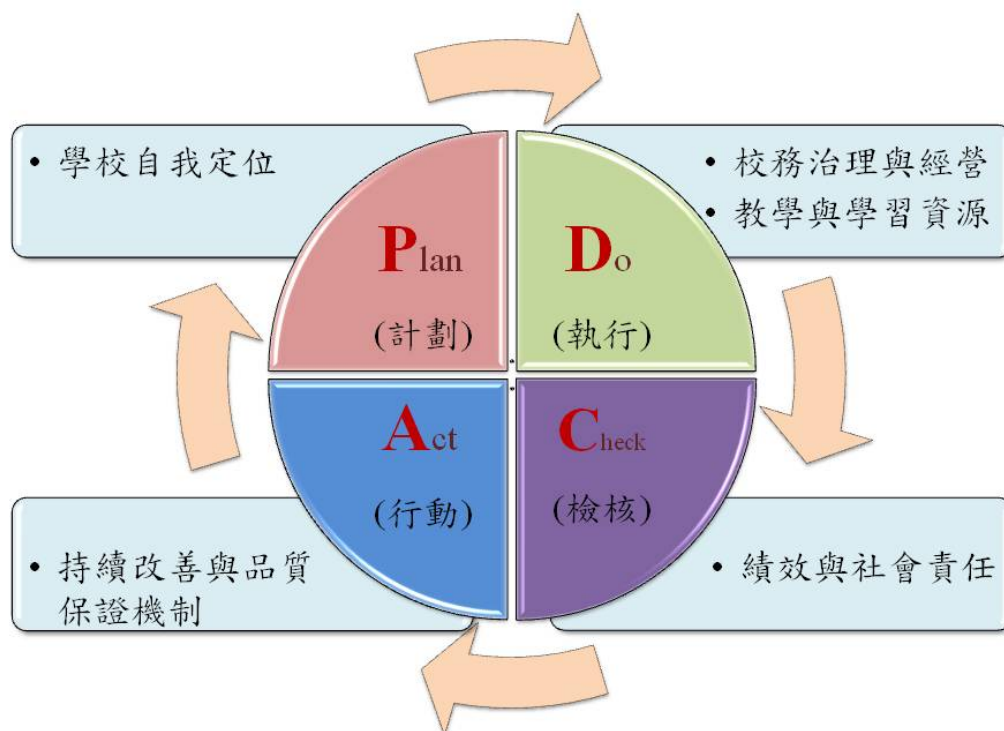 • 學校自我定位
Plan
(計劃)
• 校務治理與經營
• 教學與學習資源
Do
(執行)
Act
(行動)
• 持續改善與品質
保證機制
Check
(檢核)
• 績效與社會責任